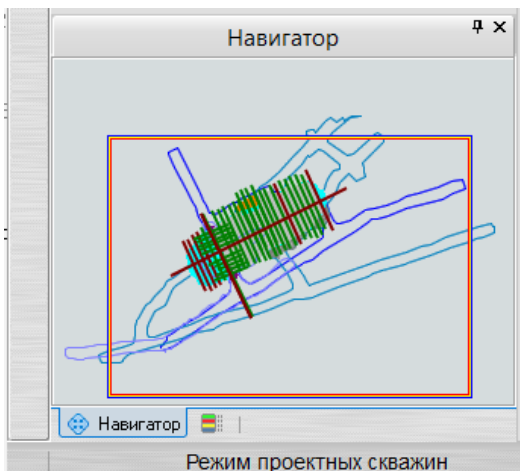 Навигатор
Навигатор
Режим проектных скважин